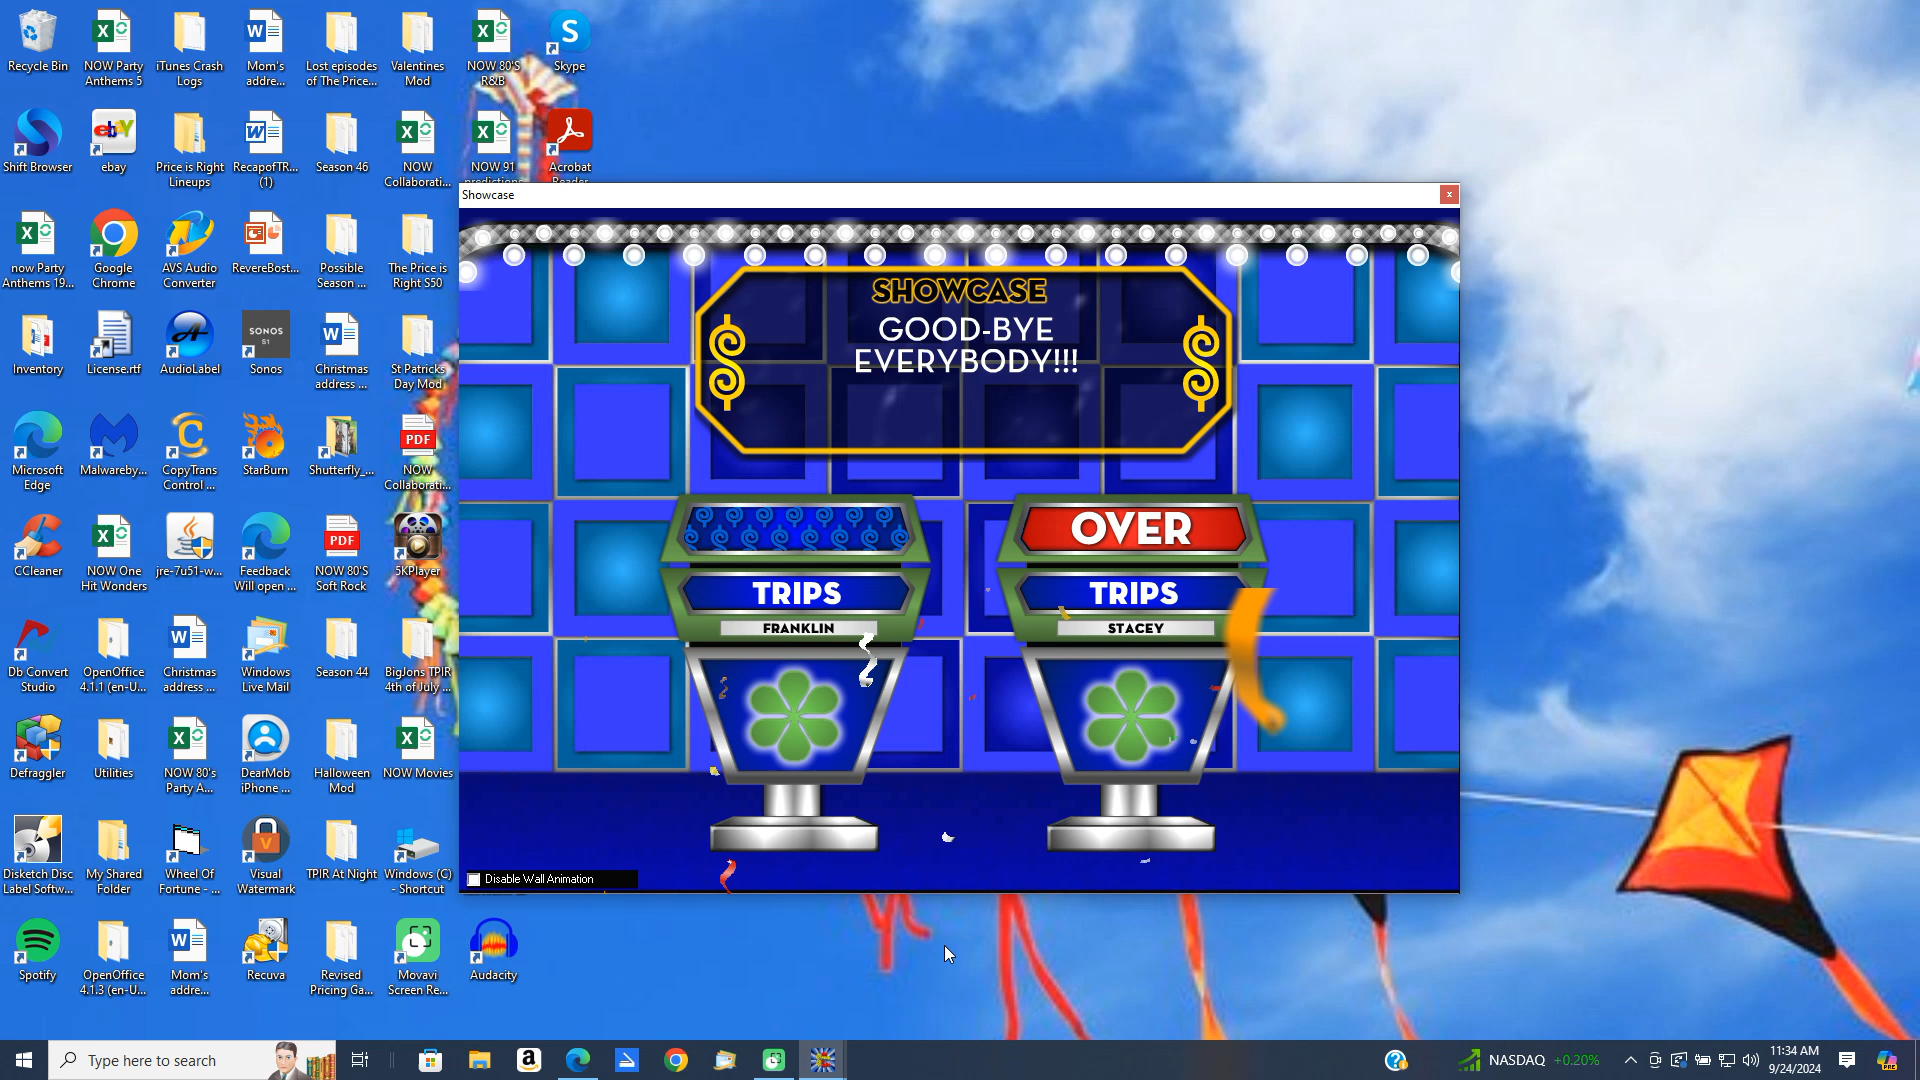 Recycle Bin
NOW Party
Anthems 5
iTunes Crash
Logs
Mom's
addre...
Lost episodes
of The Price...
Valentines
Mod
NOW 80'S
R&B
Skype
Shift Browser
ebay
Price is Right
Lineups
RecapofTR...
(1)
Season 46
NOW
Collaborati...
NOW 91
predictions
Acrobat
Reader
now Party
Anthems 19...
Google
Chrome
AVS Audio
Converter
RevereBost...
Possible
Season ...
The Price is
Right S50
Inventory
License.rtf
AudioLabel
SONOS
S1
Sonos
Christmas
address ...
St Patricks
Day Mod
Microsoft
Edge
Malwareby...
CopyTrans
Control ...
StarBurn
Shutterfly_...
PDF
NOW
Collaborati...
CCleaner
NOW One
Hit Wonders
jre-7u51-w...
Feedback
Will open ...
PDF
NOW 80'S
Soft Rock
5KPlayer
Db Convert
Studio
OpenOffice
4.1.1 (en-U...
Christmas
address ...
Windows
Live Mail
Season 44
BigJons TPIR
4th of July ...
Defraggler
Utilities
NOW 80's
Party A...
DearMob
iPhone ...
Halloween
Mod
NOW Movies
Disketch Disc
Label Softw...
My Shared
Folder
Wheel Of
Fortune - ...
Visual
Watermark
TPIR At Night
Windows (C)
- Shortcut
Spotify
OpenOffice
4.1.3 (en-U...
Mom's
addre...
Recuva
Revised
Pricing Ga...
Movavi
Screen Re...
Audacity
Showcase
SHOWCASE
GOOD-BYE
EVERYBODY!!!
OVER
TRIPS
TRIPS
FRANKLIN
STACEY
Disable Wall Animation
Type here to search
NASDAQ +0.20%
11:34 AM
9/24/2024